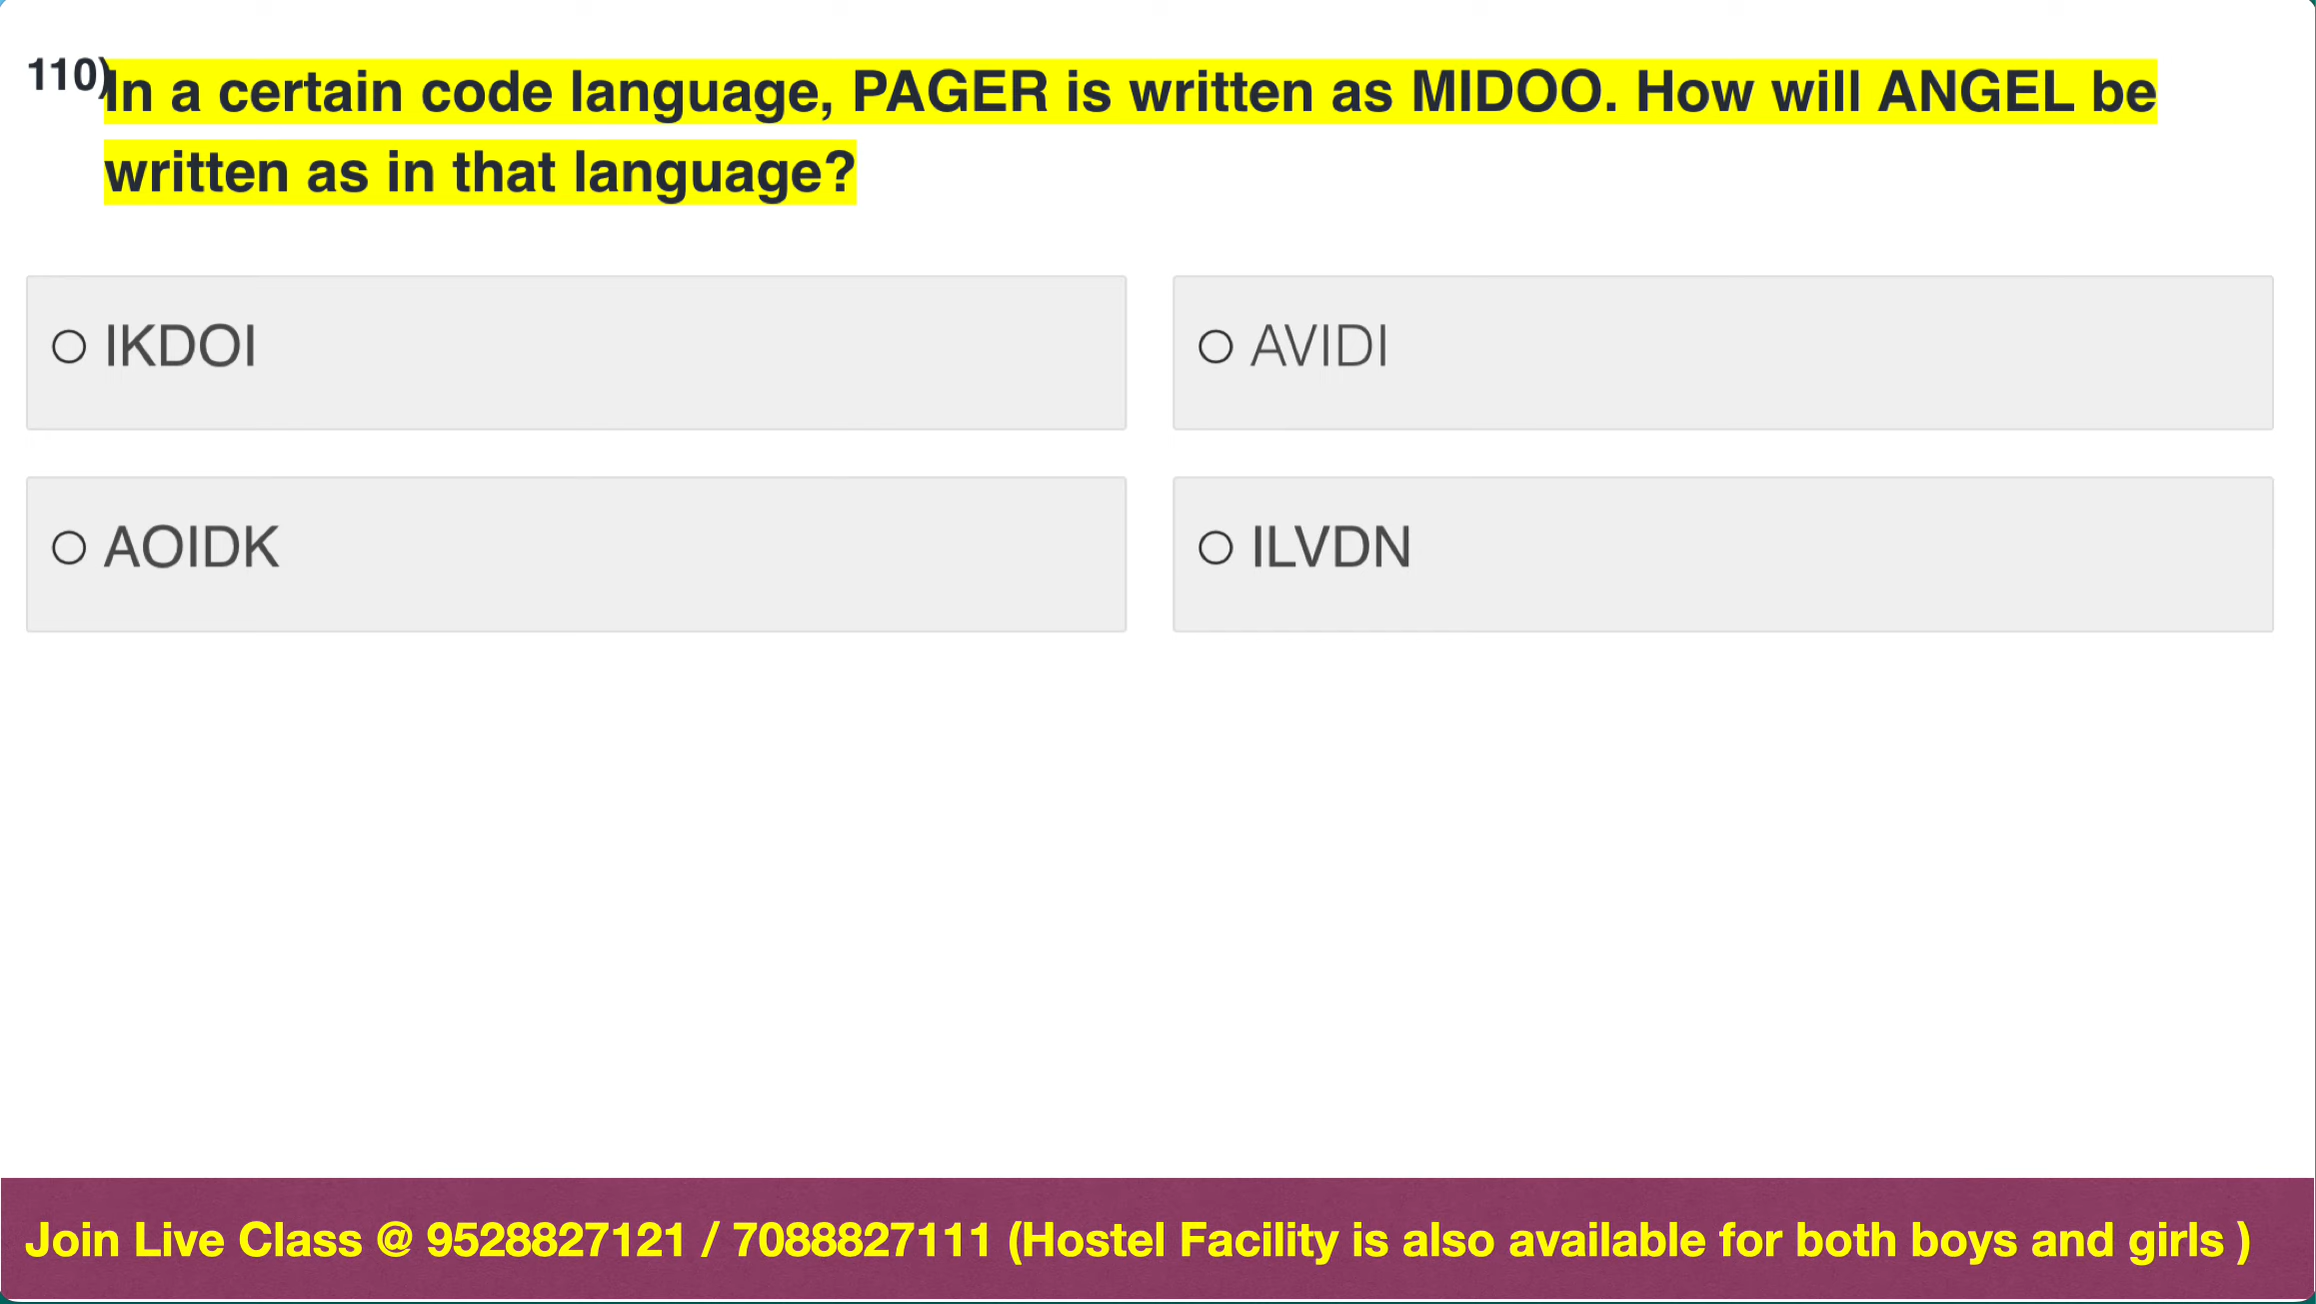 110)In a certain code language, PAGER is written as MIDOO. How will ANGEL be
written as in that language?
IKDOI
AVIDI
AOIDK
ILVDN
Join Live Class @ 9528827121 / 7088827111 (Hostel Facility is also available for both boys and girls )